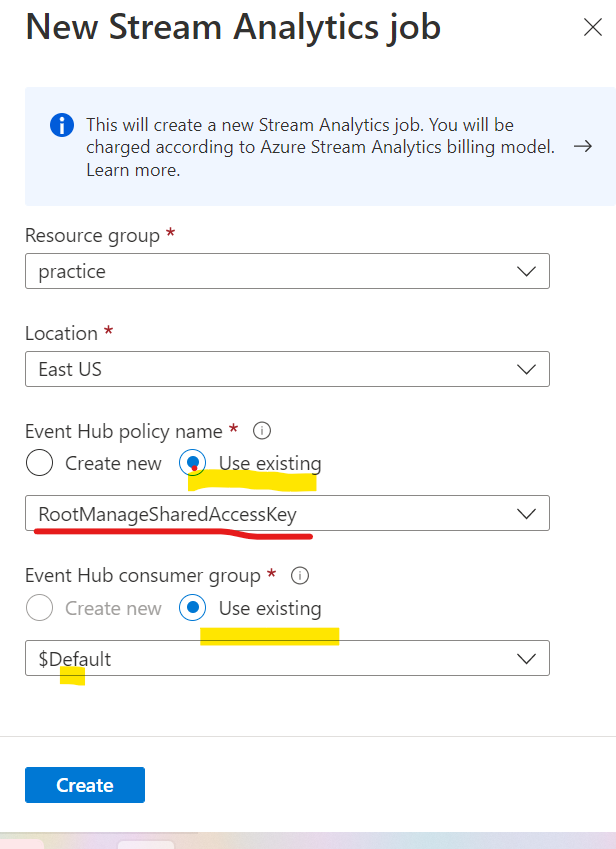 New Stream Analytics job
This will create a new Stream Analytics job. You will be
charged according to Azure Stream Analytics billing model.
Learn more.
Resource group *
practice
Location *
East US
Event Hub policy name *
Create new Use existing
RootManageSharedAccessKey
Event Hub consumer group *
Create new Use existing
$Default
Create